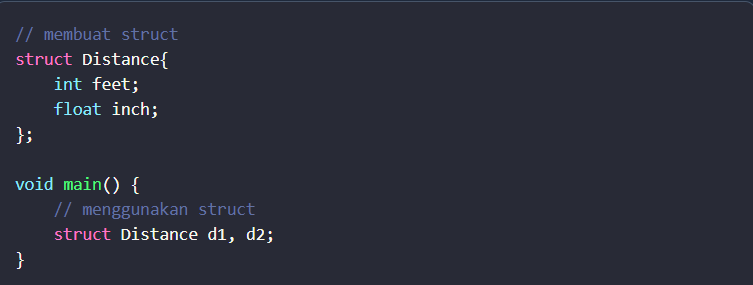 // membuat struct
struct Distance{
    int feet;
    float inch;
};

void main() {
    // menggunakan struct
    struct Distance d1, d2;
}